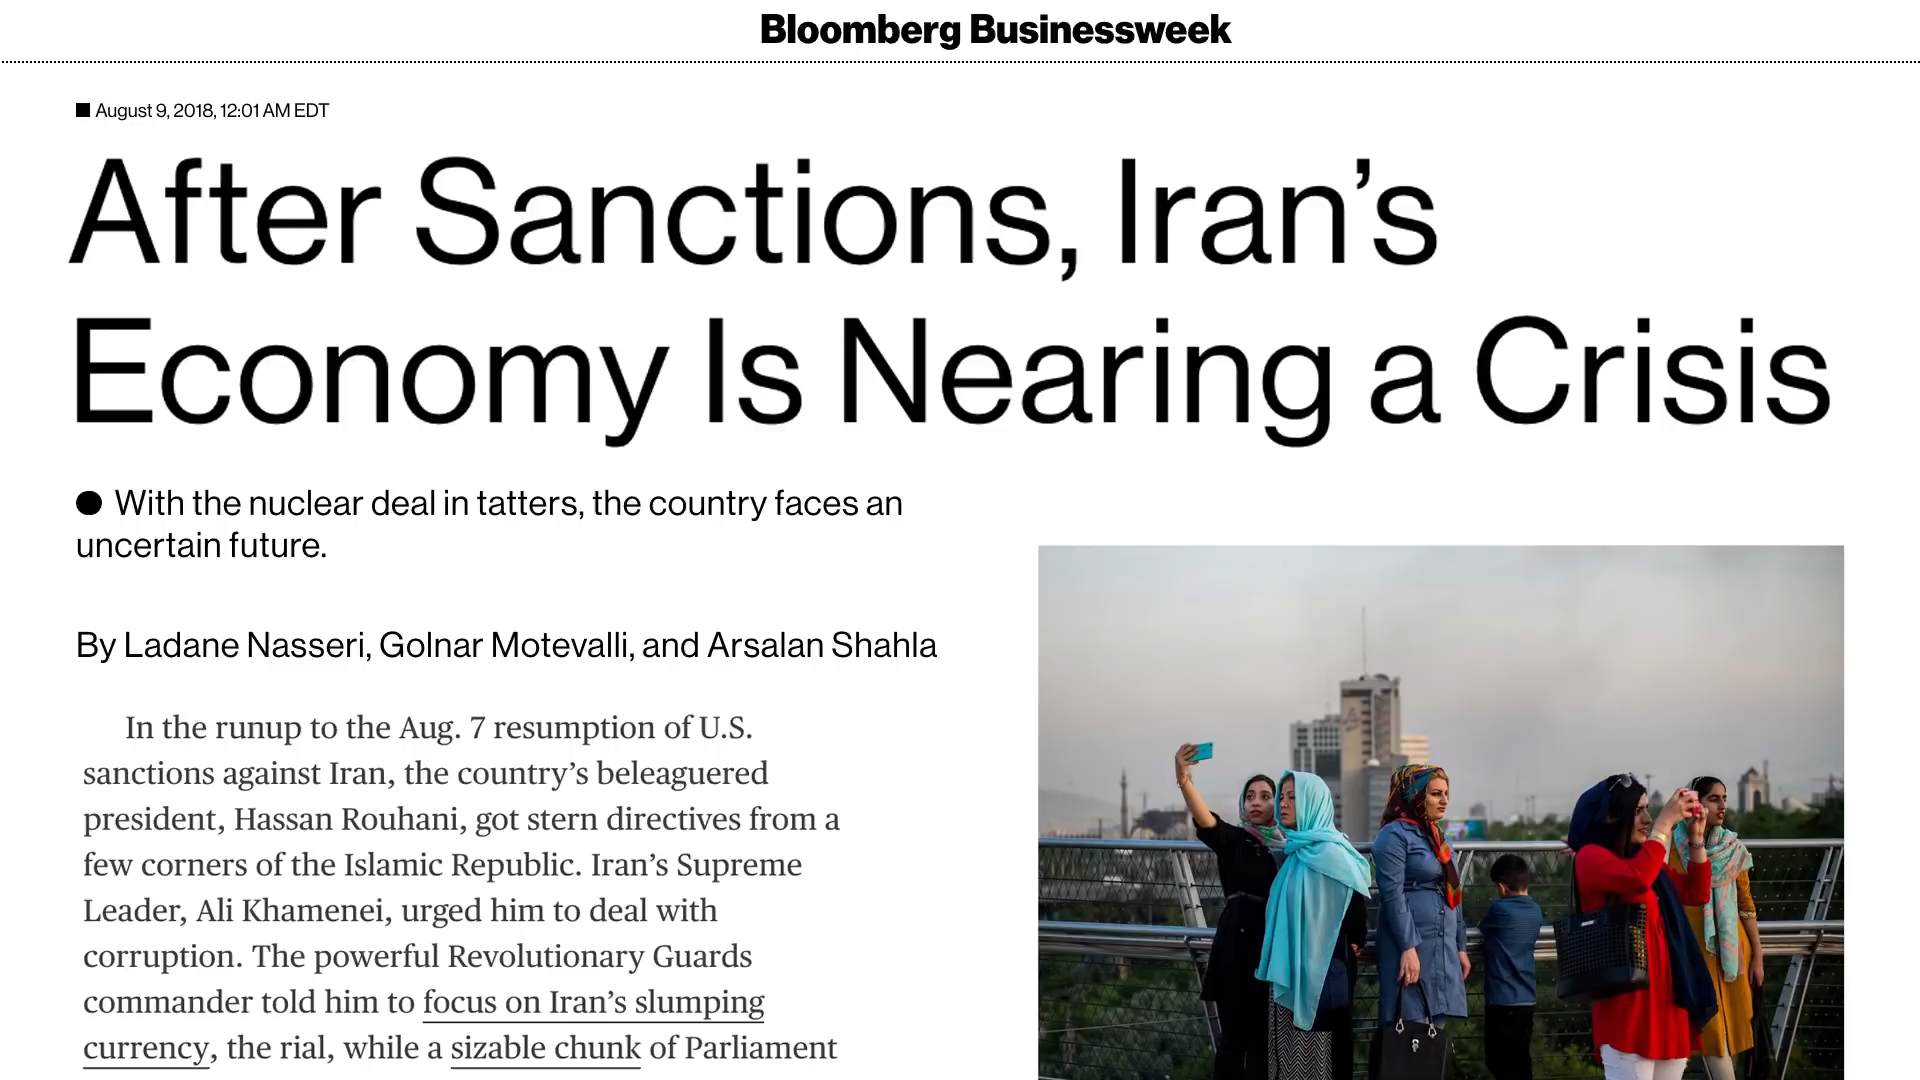 Bloomberg Businessweek
August 9, 2018, 12:01 AM EDT
After Sanctions, Iran’s
Economy Is Nearing a Crisis
With the nuclear deal in tatters, the country faces an
uncertain future.
By Ladane Nasseri, Golnar Motevalli, and Arsalan Shahla
In the runup to the Aug. 7 resumption of U.S.
sanctions against Iran, the country’s beleaguered
president, Hassan Rouhani, got stern directives from a
few corners of the Islamic Republic. Iran’s Supreme
Leader, Ali Khamenei, urged him to deal with
corruption. The powerful Revolutionary Guards
commander told him to focus on Iran’s slumping
currency, the rial, while a sizable chunk of Parliament